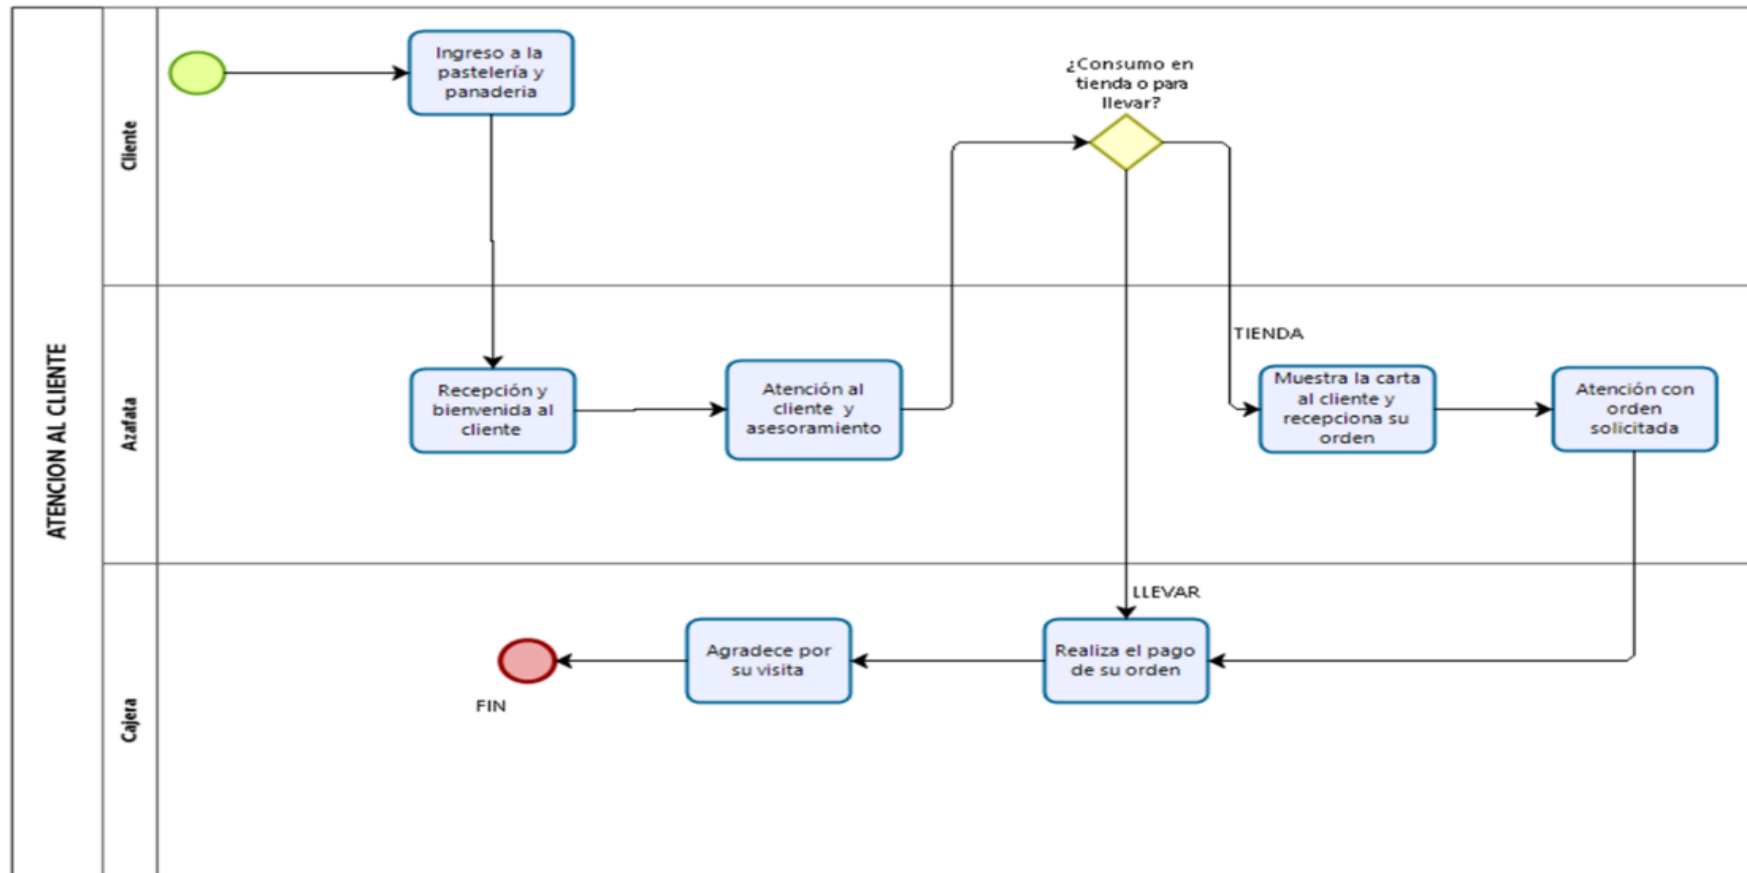 ATENCION AL CLIENTE
Cliente
Ingreso a la
pastelería y
panaderia
¿Consumo en
tienda o para
llevar?
Azafata
Recepción y
bienvenida al
cliente
Atención al
cliente y
asesoramiento
TIENDA
Muestra la carta
al cliente y
recepciona su
orden
Atención con
orden
solicitada
Cajera
LLEVAR
Realiza el pago
de su orden
Agradece por
su visita
FIN